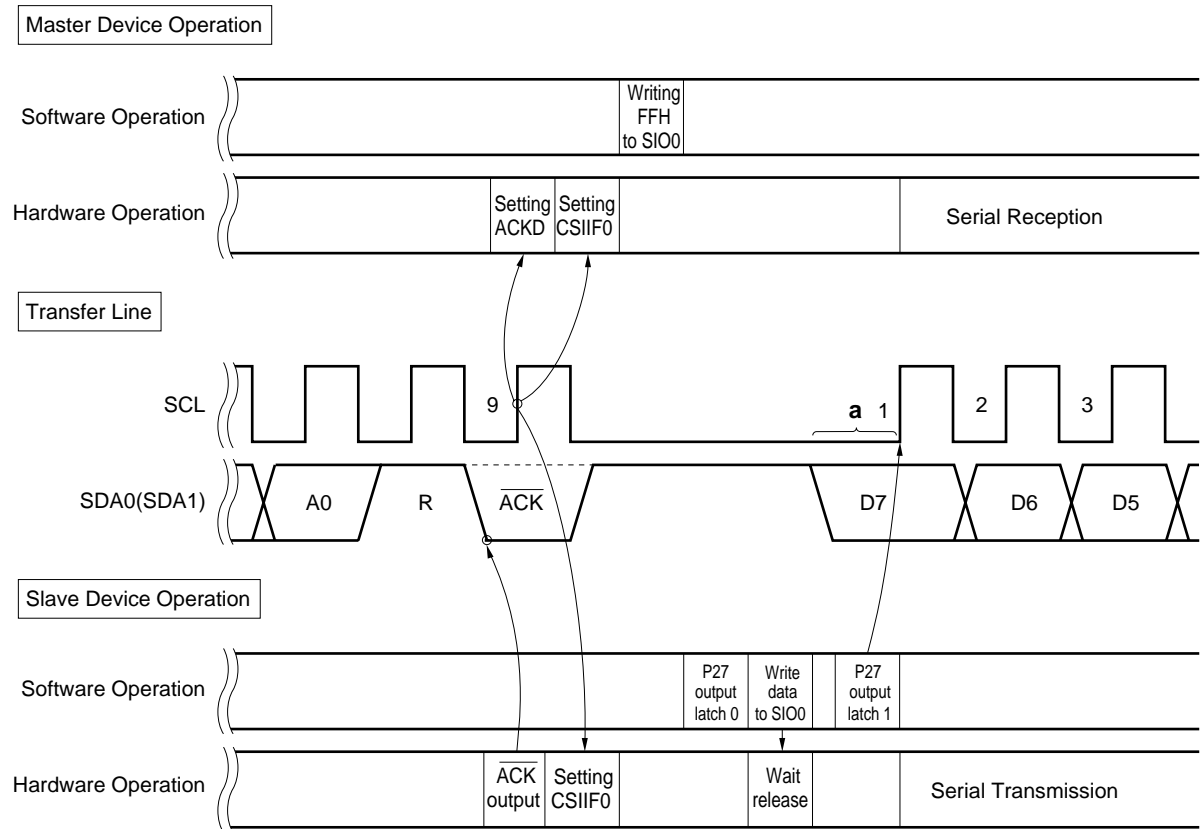 Master Device Operation
Software Operation
Writing
FFH
to SIO0
Hardware Operation
Setting
ACKD
Setting
CSIIF0
Serial Reception
Transfer Line
SCL
9
a 1
2
3
SDA0(SDA1)
A0
R
ACK
D7
D6
D5
Slave Device Operation
Software Operation
P27
output
latch 0
Write
data
to SIO0
P27
output
latch 1
Hardware Operation
ACK
output
Setting
CSIIF0
Wait
release
Serial Transmission